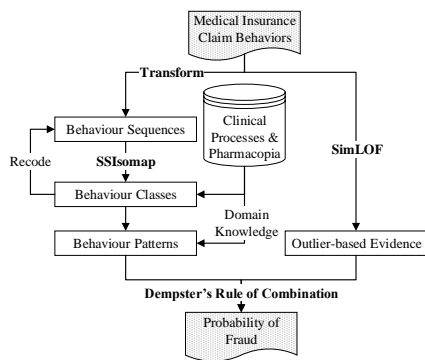 Medical Insurance
Claim Behaviors
Transform
Behaviour Sequences
Clinical
Processes &
Pharmacopia
SimLOF
Recode
SSIsomap
Behaviour Classes
Domain
Knowledge
Behaviour Patterns
Outlier-based Evidence
Dempster's Rule of Combination
Probability of
Fraud